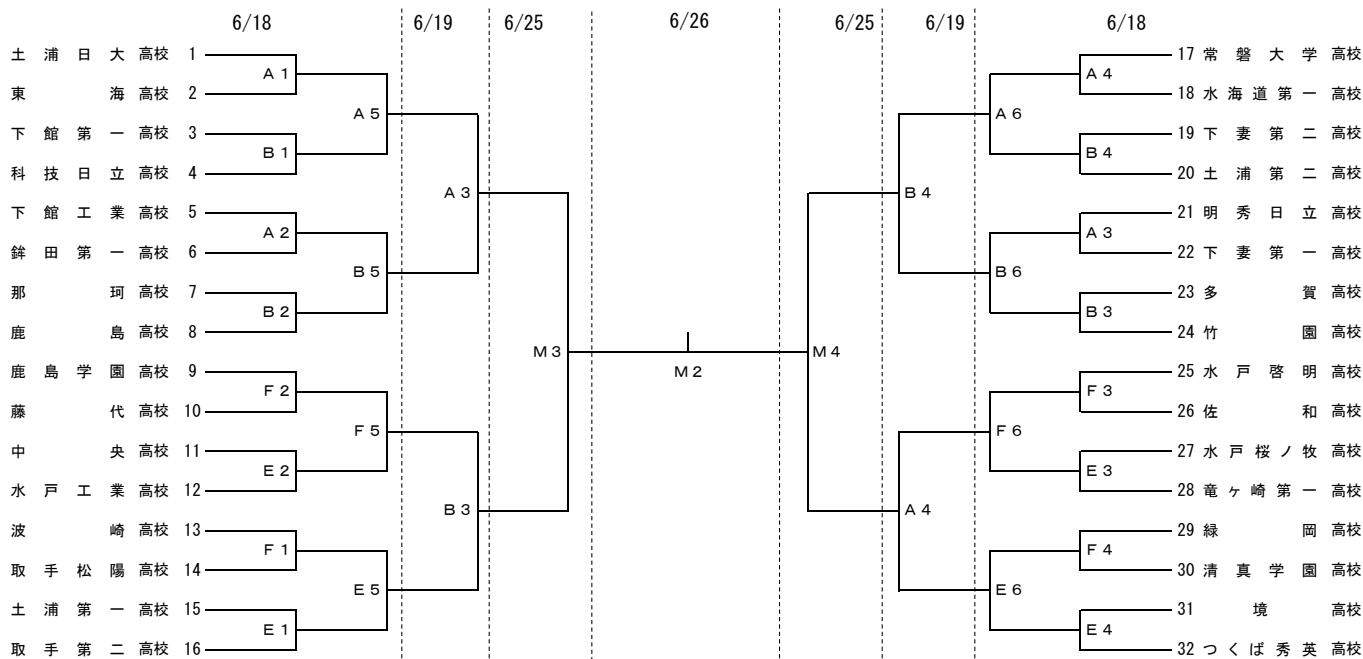 6/18 6/19 6/25 6/26 6/25 6/19 6/18
土浦日大高校 1 17 常磐大学高校
A1 A4
東海高校 2 18 水海道第一高校
A5 A6
下館第一高校 3 19 下妻第二高校
B1 B4
科技日立高校 4 20 土浦第二高校
A3 B4
下館工業高校 5 21 明秀日立高校
A2 A3
鉾田第一高校 6 22 下妻第一高校
B5 B6
那珂高校 7 23 多賀高校
B2 B3
鹿島高校 8 24 竹園高校
M3 M4
M2
鹿島学園高校 9 25 水戸啓明高校
F2 F3
藤代高校 10 26 佐和高校
F5 F6
中央高校 11 27 水戸桜ノ牧高校
E2 E3
水戸工業高校 12 28 竜ヶ崎第一高校
B3 A4
波崎高校 13 29 緑岡高校
F1 F4
取手松陽高校 14 30 清真学園高校
E5 E6
土浦第一高校 15 31 境高校
E1 E4
取手第二高校 16 32 つくば秀英高校